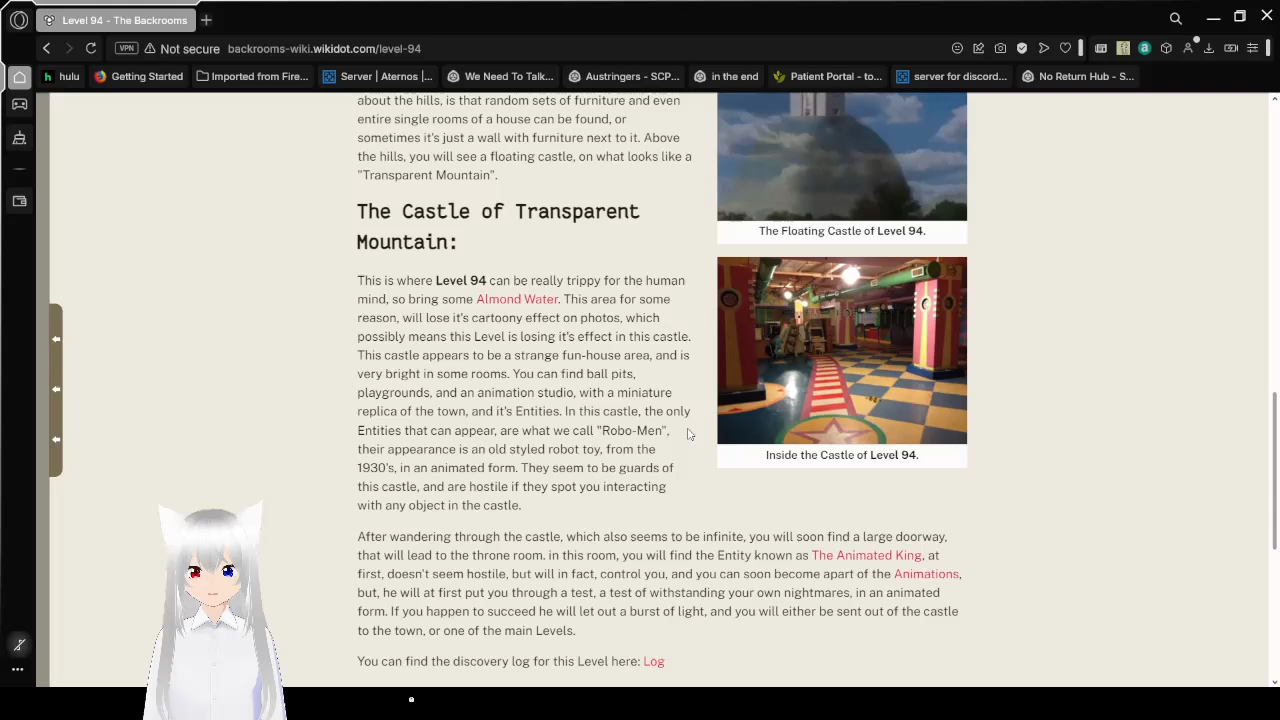 Level 94 - The Backrooms
VPN Not secure backrooms-wiki.wikidot.com/level-94
hulu Getting Started Imported from Fire... Server | Aternos |... We Need To Talk... Austringers - SCP... in the end Patient Portal - to... server for discord... No Return Hub - S...
about the hills, is that random sets of furniture and even
entire single rooms of a house can be found, or
sometimes it's just a wall with furniture next to it. Above
the hills, you will see a floating castle, on what looks like a
"Transparent Mountain".
The Floating Castle of Level 94.
The Castle of Transparent
Mountain:
This is where Level 94 can be really trippy for the human
mind, so bring some Almond Water. This area for some
reason, will lose it's cartoony effect on photos, which
possibly means this Level is losing it's effect in this castle.
This castle appears to be a strange fun-house area, and is
very bright in some rooms. You can find ball pits,
playgrounds, and an animation studio, with a miniature
replica of the town, and it's Entities. In this castle, the only
Entities that can appear, are what we call "Robo-Men",
their appearance is an old styled robot toy, from the
1930's, in an animated form. They seem to be guards of
this castle, and are hostile if they spot you interacting
with any object in the castle.
Inside the Castle of Level 94.
After wandering through the castle, which also seems to be infinite, you will soon find a large doorway,
that will lead to the throne room. in this room, you will find the Entity known as The Animated King, at
first, doesn't seem hostile, but will in fact, control you, and you can soon become apart of the Animations,
but, he will at first put you through a test, a test of withstanding your own nightmares, in an animated
form. If you happen to succeed he will let out a burst of light, and you will either be sent out of the castle
to the town, or one of the main Levels.
You can find the discovery log for this Level here: Log